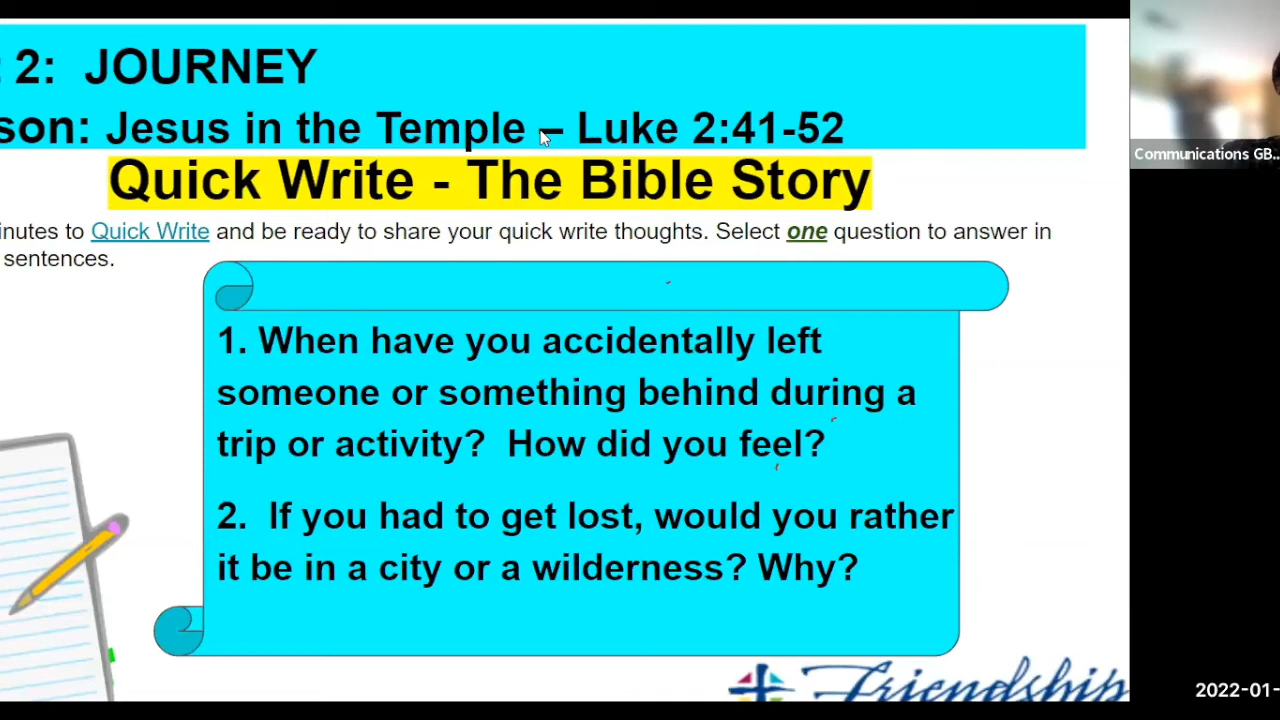 2: JOURNEY
son: Jesus in the Temple – Luke 2:41-52
Quick Write - The Bible Story
inutes to Quick Write and be ready to share your quick write thoughts. Select one question to answer in
sentences.
1. When have you accidentally left
someone or something behind during a
trip or activity? How did you feel?
2. If you had to get lost, would you rather
it be in a city or a wilderness? Why?
Friendship
Communications GB...
2022-01-